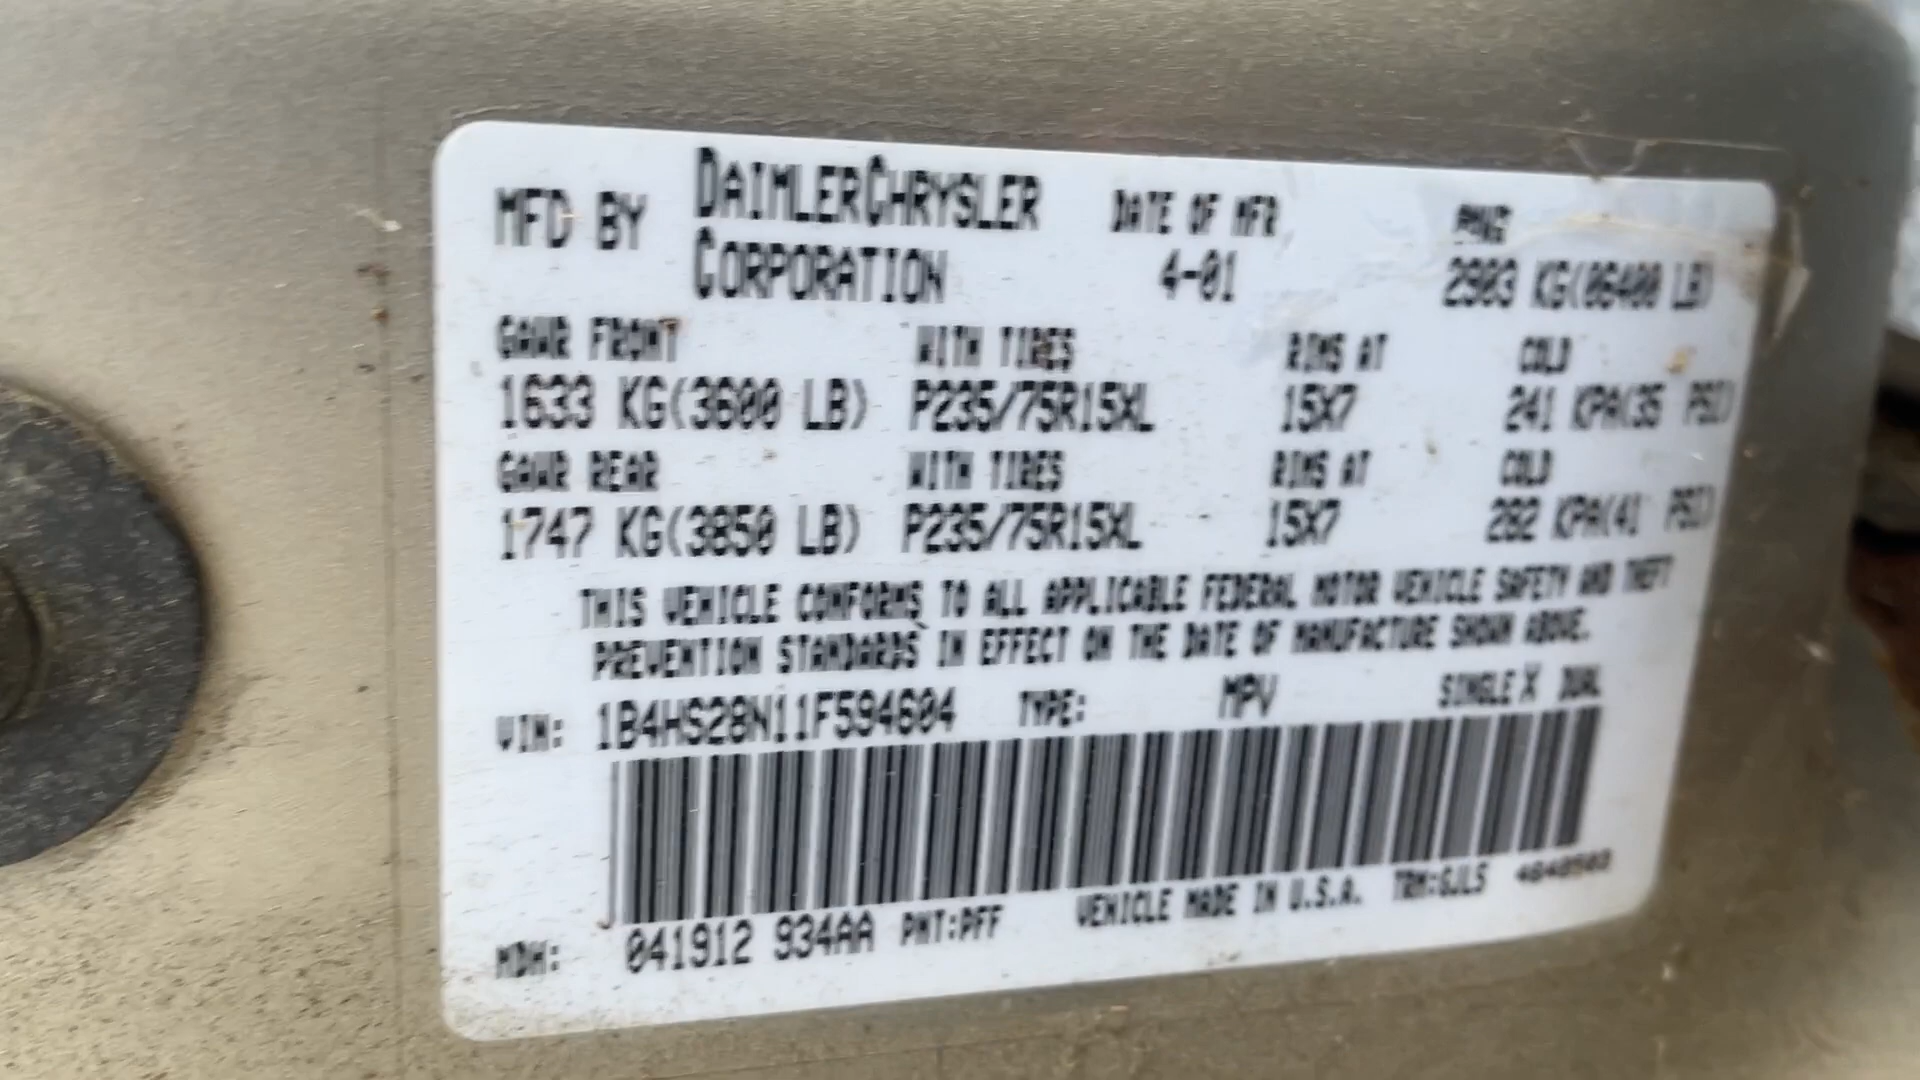 MFD BY DAIMLERCHRYSLER CORPORATION DATE OF MFR 4-01 2903 KG(06400 LB)
GAWR FRONT WITH TIRES RIMS AT COLD
1633 KG(3600 LB) P235/75R15XL 15X7 241 KPA(35 PSI)
GAWR REAR WITH TIRES RIMS AT COLD
1747 KG(3850 LB) P235/75R15XL 15X7 282 KPA(41 PSI)
THIS VEHICLE CONFORMS TO ALL APPLICABLE FEDERAL MOTOR VEHICLE SAFETY AND THEFT
PREVENTION STANDARDS IN EFFECT ON THE DATE OF MANUFACTURE SHOWN ABOVE.
VIN: 1B4HS28N11F594604 TYPE: MPV SINGLE X DUAL
MDH: 041912 934AA PNT:PFF VEHICLE MADE IN U.S.A. TRM:GJL5